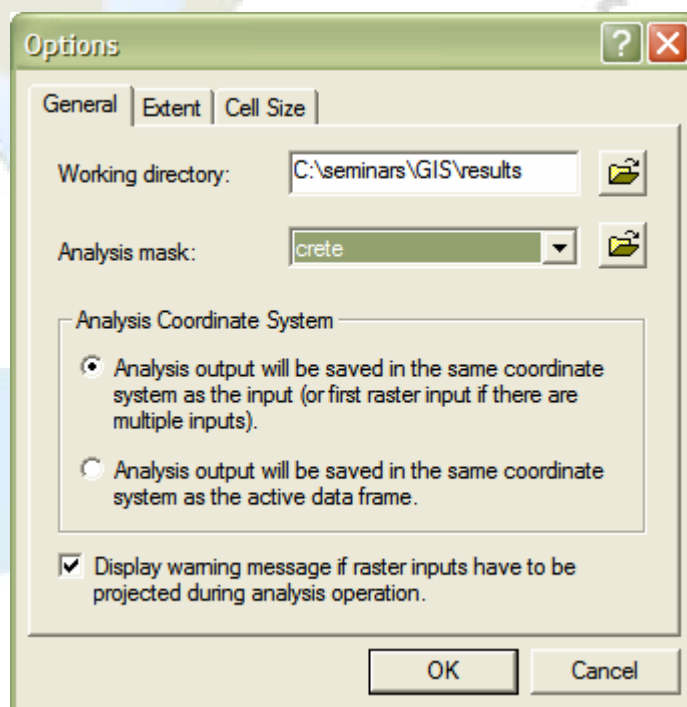 Options
General
Extent
Cell Size
Working directory:
C:\seminars\GIS\results
Analysis mask:
crete
Analysis Coordinate System
Analysis output will be saved in the same coordinate
system as the input (or first raster input if there are
multiple inputs).
Analysis output will be saved in the same coordinate
system as the active data frame.
Display warning message if raster inputs have to be
projected during analysis operation.
OK
Cancel